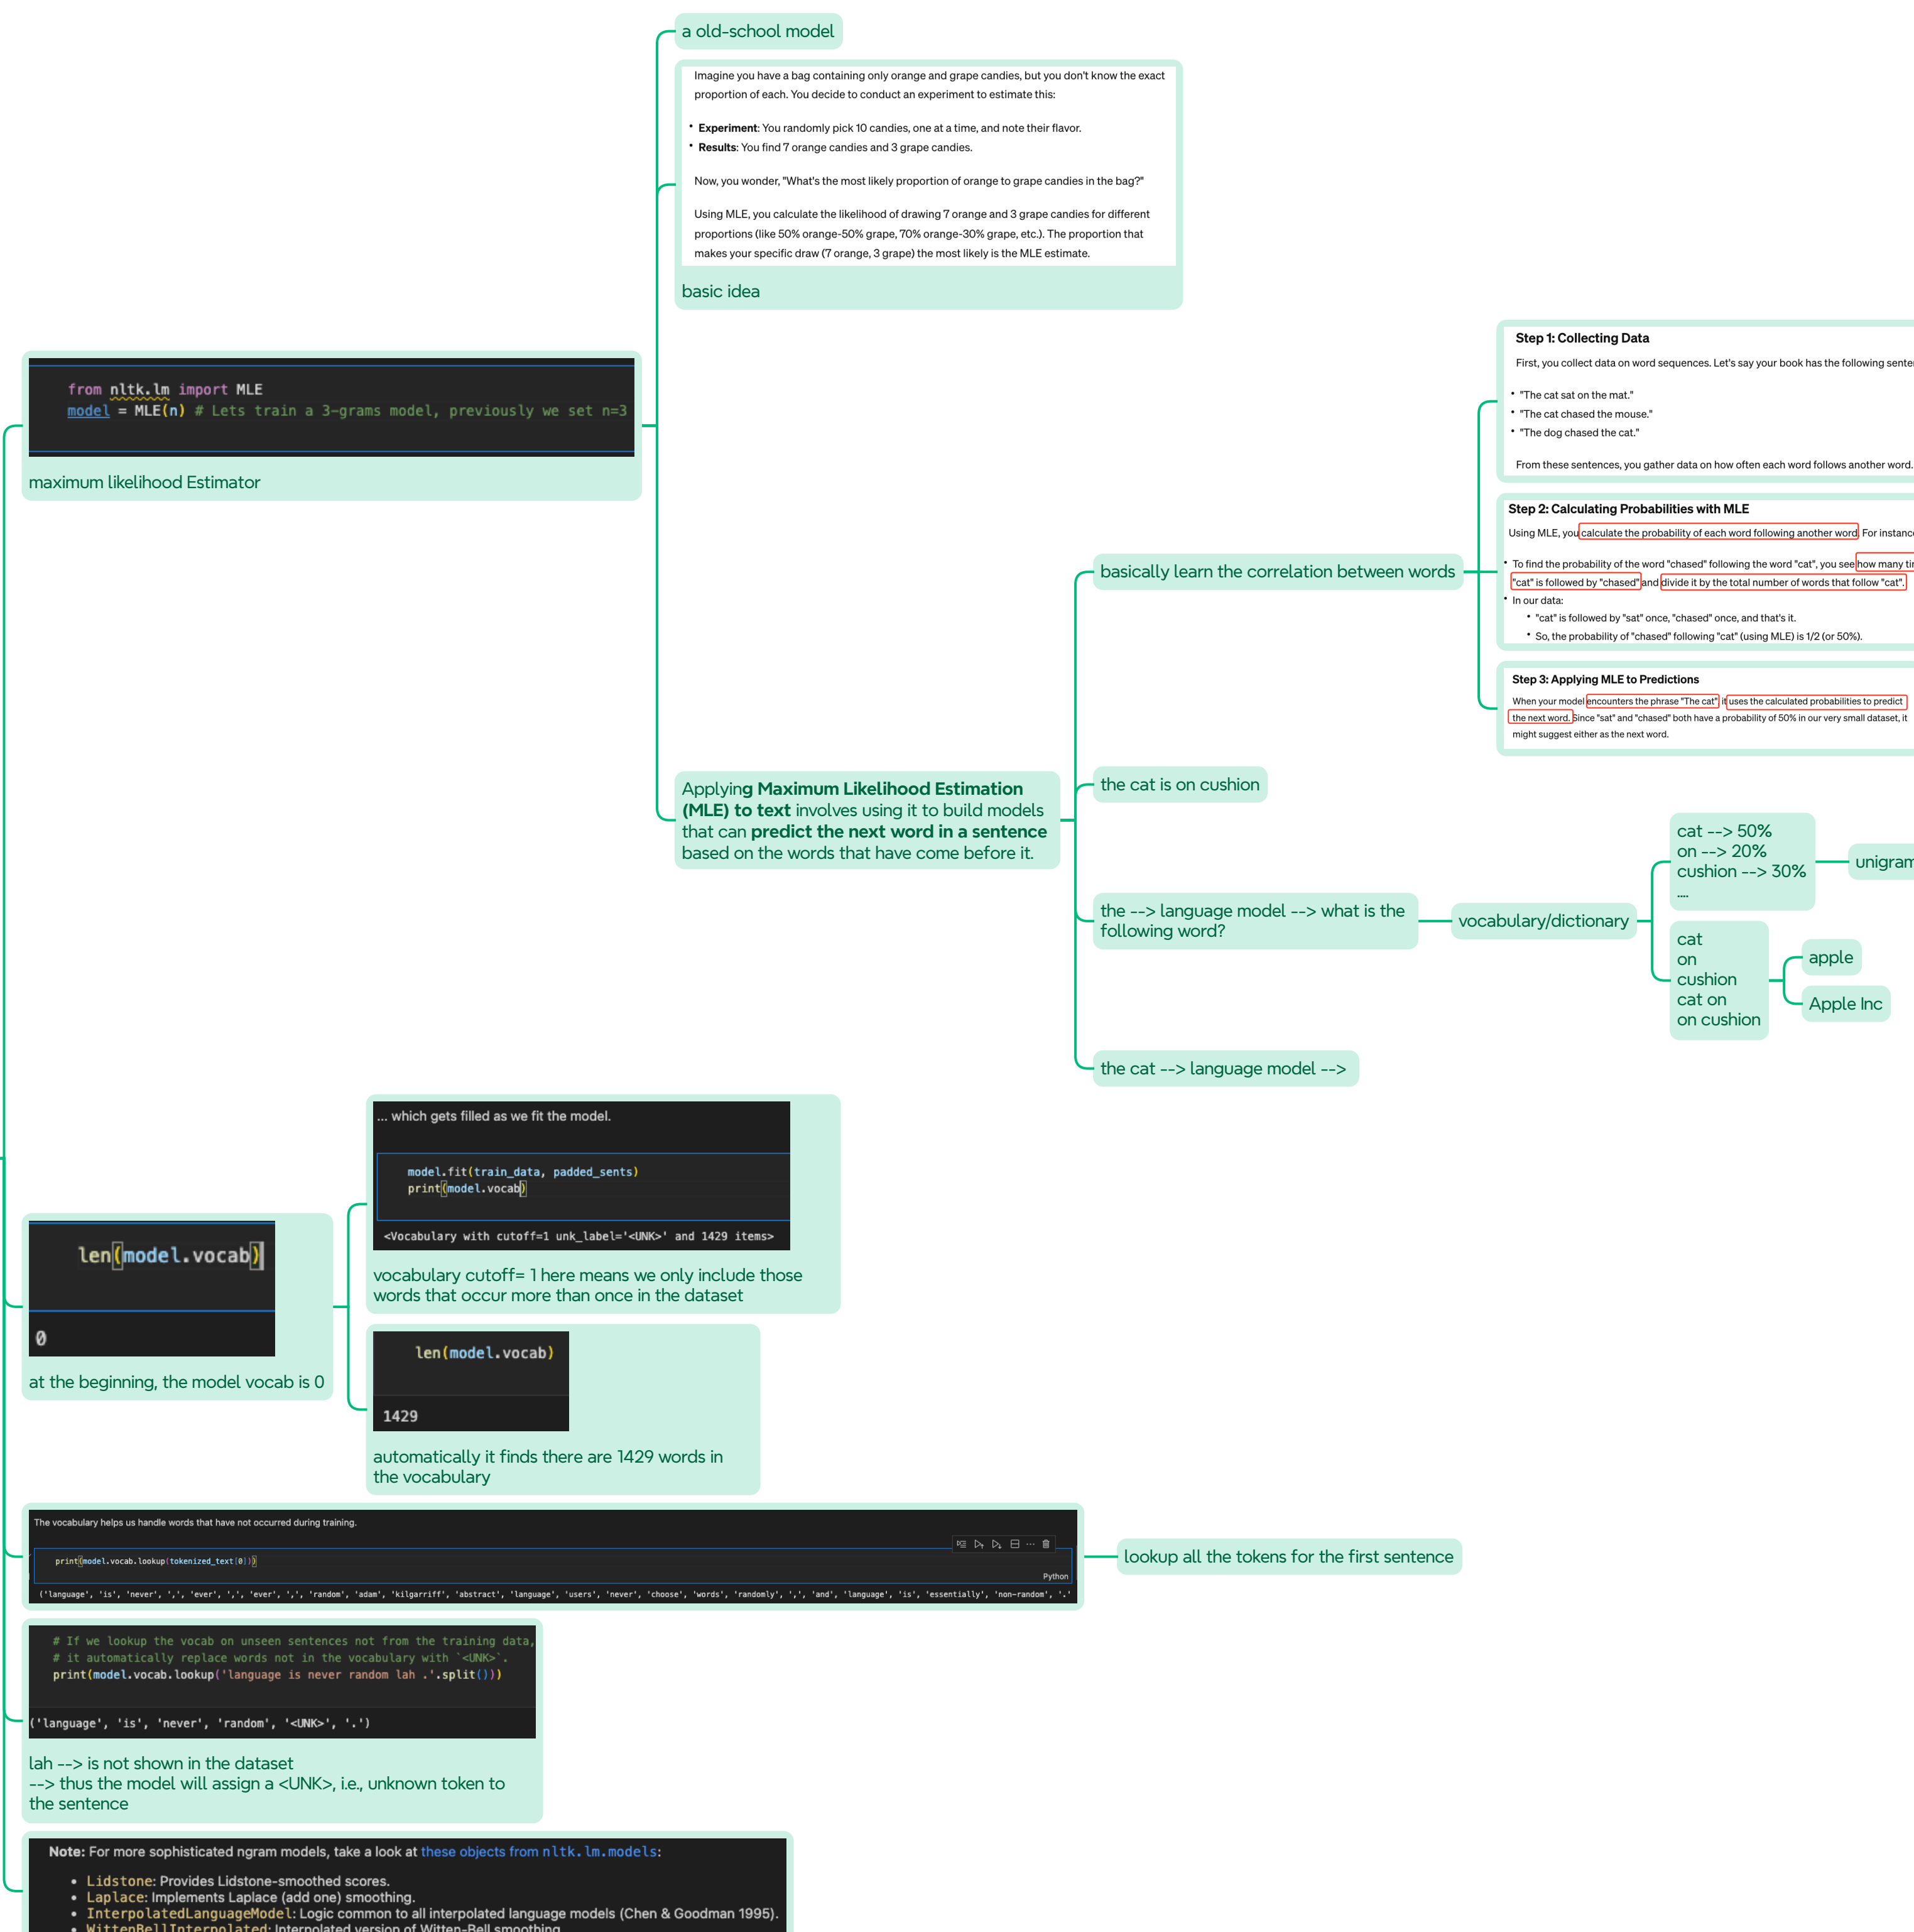 a old-school model
Imagine you have a bag containing only orange and grape candies, but you don't know the exact
proportion of each. You decide to conduct an experiment to estimate this:
• Experiment: You randomly pick 10 candies, one at a time, and note their flavor.
• Results: You find 7 orange candies and 3 grape candies.
Now, you wonder, "What's the most likely proportion of orange to grape candies in the bag?"
Using MLE, you calculate the likelihood of drawing 7 orange and 3 grape candies for different
proportions (like 50% orange-50% grape, 70% orange-30% grape, etc.). The proportion that
makes your specific draw (7 orange, 3 grape) the most likely is the MLE estimate.
basic idea
from nltk.lm import MLE
model = MLE(n) # Lets train a 3-grams model, previously we set n=3
maximum likelihood Estimator
Step 1: Collecting Data
First, you collect data on word sequences. Let's say your book has the following
• "The cat sat on the mat."
• "The cat chased the mouse."
• "The dog chased the cat."
From these sentences, you gather data on how often each word follows another word.
Step 2: Calculating Probabilities with MLE
Using MLE, you calculate the probability of each word following another word. For
• To find the probability of the word "chased" following the word "cat", you see how many
"cat" is followed by "chased" and divide it by the total number of words that follow "cat".
• In our data:
• "cat" is followed by "sat" once, "chased" once, and that's it.
• So, the probability of "chased" following "cat" (using MLE) is 1/2 (or 50%).
Step 3: Applying MLE to Predictions
When your model encounters the phrase "The cat", it uses the calculated probabilities to predict
the next word. Since "sat" and "chased" both have a probability of 50% in our very small dataset, it
might suggest either as the next word.
basically learn the correlation between words
the cat is on cushion
Applying Maximum Likelihood Estimation
(MLE) to text involves using it to build models
that can predict the next word in a sentence
based on the words that have come before it.
the --> language model --> what is the
following word?
vocabulary/dictionary
cat --> 50%
on --> 20%
cushion --> 30%
....
unigram
cat
on
cushion
cat on
on cushion
apple
Apple Inc
the cat --> language model -->
... which gets filled as we fit the model.
model.fit(train_data, padded_sents)
print(model.vocab)
<Vocabulary with cutoff=1 unk_label='<UNK>' and 1429 items>
vocabulary cutoff= 1 here means we only include those
words that occur more than once in the dataset
len(model.vocab)
0
at the beginning, the model vocab is 0
len(model.vocab)
1429
automatically it finds there are 1429 words in
the vocabulary
The vocabulary helps us handle words that have not occurred during training.
print(model.vocab.lookup(tokenized_text[0]))
Python
('language', 'is', 'never', ',', 'ever', ',', 'ever', ',', 'random', 'adam', 'kilgarriff', 'abstract', 'language', 'users', 'never', 'choose', 'words', 'randomly', ',', 'and', 'language', 'is', 'essentially', 'non-random', '.'
lookup all the tokens for the first sentence
# If we lookup the vocab on unseen sentences not from the training data,
# it automatically replace words not in the vocabulary with `<UNK>`.
print(model.vocab.lookup('language is never random lah .'.split()))
('language', 'is', 'never', 'random', '<UNK>', '.')
lah --> is not shown in the dataset
--> thus the model will assign a <UNK>, i.e., unknown token to
the sentence
Note: For more sophisticated ngram models, take a look at these objects from nltk.lm.models:
• Lidstone: Provides Lidstone-smoothed scores.
• Laplace: Implements Laplace (add one) smoothing.
• InterpolatedLanguageModel: Logic common to all interpolated language models (Chen & Goodman 1995).
• WittenBellInterpolated: Interpolated version of Witten-Bell smoothing.